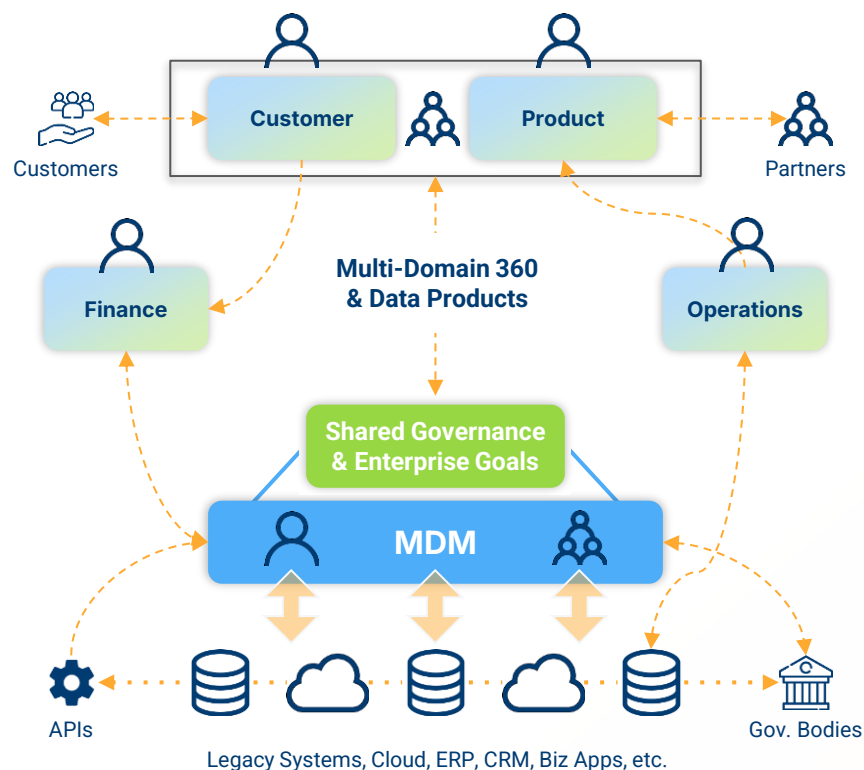 Customer
Product
Customers
Partners
Multi-Domain 360
& Data Products
Finance
Operations
Shared Governance
& Enterprise Goals
MDM
APIs
Gov. Bodies
Legacy Systems, Cloud, ERP, CRM, Biz Apps, etc.